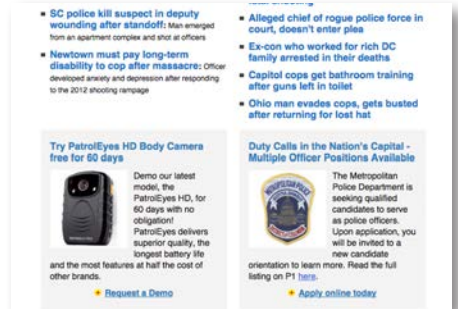 SC police kill suspect in deputy
wounding after standoff: Man emerged
from an apartment complex and shot at officers
Newtown must pay long-term
disability to cop after massacre: Officer
developed anxiety and depression after responding
to the 2012 shooting rampage
total shooting
Alleged chief of rogue police force in
court, doesn't enter plea
Ex-con who worked for rich DC
family arrested in their deaths
Capitol cops get bathroom training
after guns left in toilet
Ohio man evades cops, gets busted
after returning for lost hat
Try PatrolEyes HD Body Camera
free for 60 days
Demo our latest
model, the
PatrolEyes HD, for
60 days with no
obligation!
PatrolEyes delivers
superior quality, the
longest battery life
and the most features at half the cost of
other brands.
Request a Demo
Duty Calls in the Nation's Capital -
Multiple Officer Positions Available
METROPOLITAN POLICE
The Metropolitan
Police Department is
seeking qualified
candidates to serve
as police officers.
Upon application, you
will be invited to a
new candidate
orientation to learn more. Read the full
listing on P1 here.
Apply online today